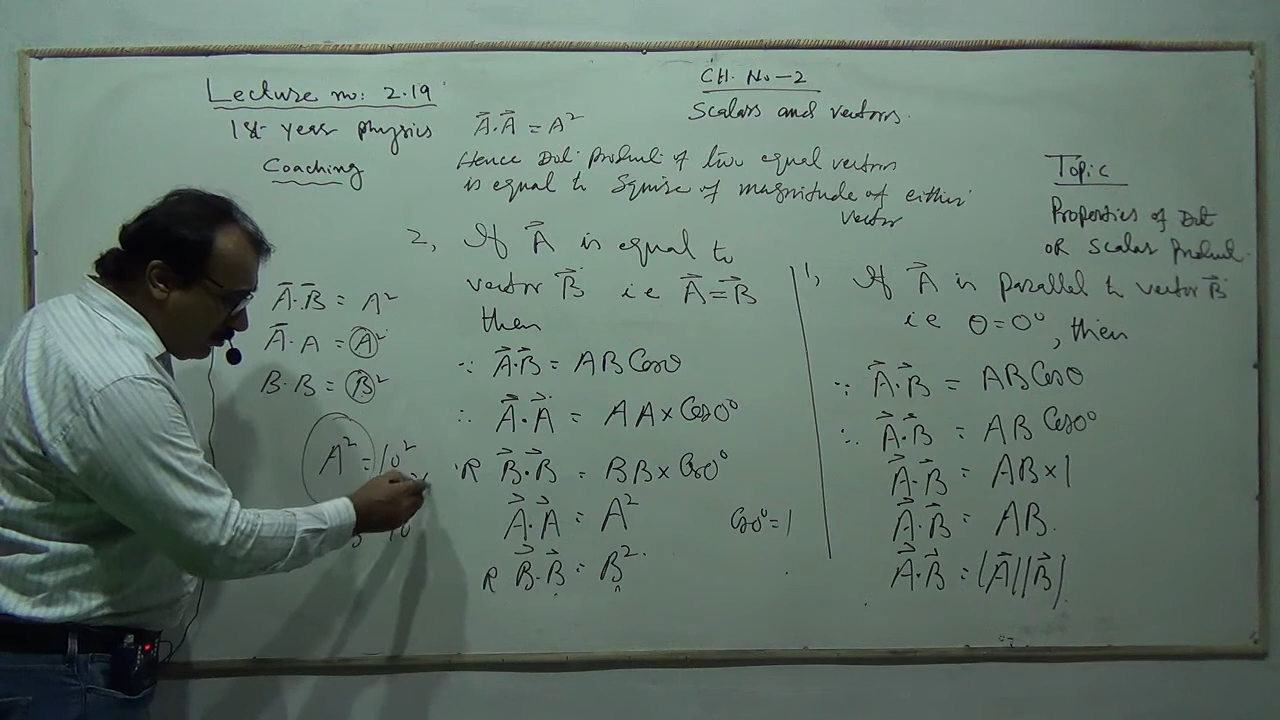 Lecture no: 2.19
1st year physics
Coaching
CH. No-2
Scalars and vectors.
Topic
Properties of Dot
OR Scalar Product.
1, If A⃗ is parallel to vector B⃗
ie θ=0°, then
∵ A⃗·B⃗ = AB Cosθ
∴ A⃗·B⃗ = AB Cos0°
A⃗·B⃗ = AB×1
A⃗·B⃗ = AB.
A⃗·B⃗ = |A⃗||B⃗|
2, If A⃗ is equal to
vector B⃗ ie A⃗=B⃗
then
∵ A⃗·B⃗ = AB Cosθ
∴ A⃗·A⃗ = AA×Cos0°
R B⃗·B⃗ = BB×Cos0°
A⃗·A⃗ = A²
Cos0°=1
R B⃗·B⃗ = B².
A⃗·A⃗ = A²
Hence Dot product of two equal vectors
is equal to Squire of magnitude of either
vector
A⃗·B⃗ = A²
A⃗·A = A²
B·B = B²
A² = 10²